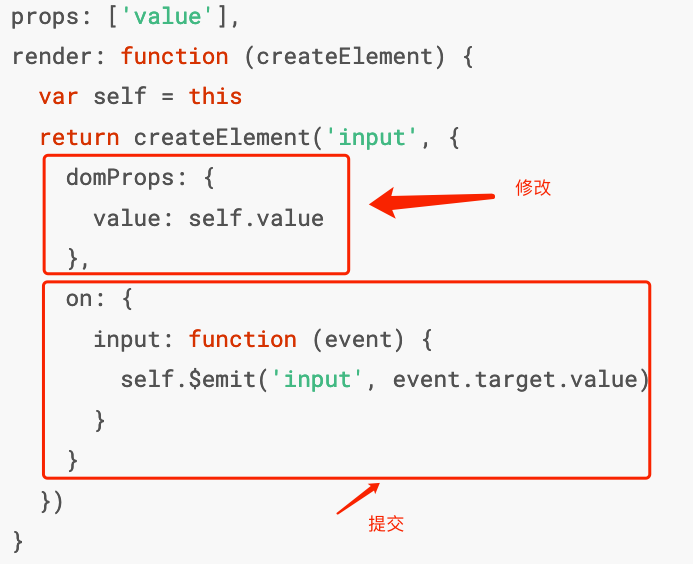 props: ['value'],
render: function (createElement) {
  var self = this
  return createElement('input', {
    domProps: {
修改
      value: self.value
    },
    on: {
      input: function (event) {
        self.$emit('input', event.target.value)
      }
    }
  })
提交
}